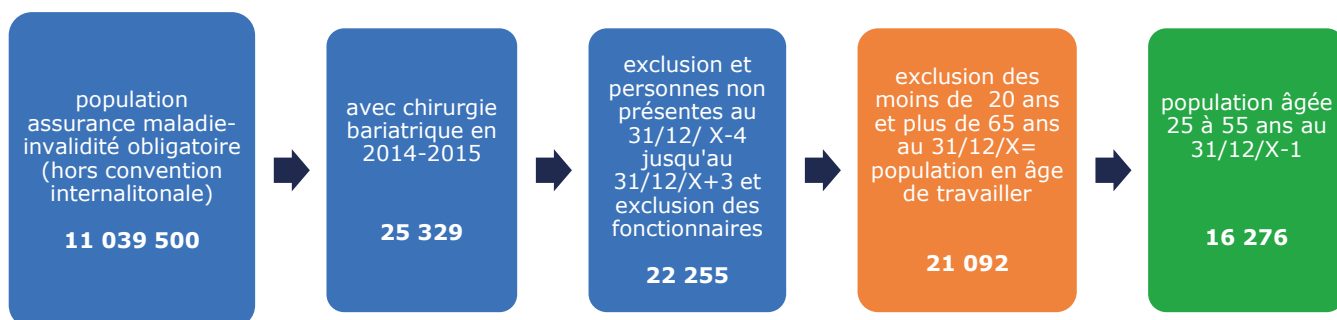 population
assurance maladie-
invalidité obligatoire
(hors convention
internalitonale)
11 039 500
avec chirurgie
bariatrique en
2014-2015
25 329
exclusion et
personnes non
présentes au
31/12/ X-4
jusqu'au
31/12/X+3 et
exclusion des
fonctionnaires
22 255
exclusion des
moins de 20 ans
et plus de 65 ans
au 31/12/X=
population en âge
de travailler
21 092
population âgée
25 à 55 ans au
31/12/X-1
16 276